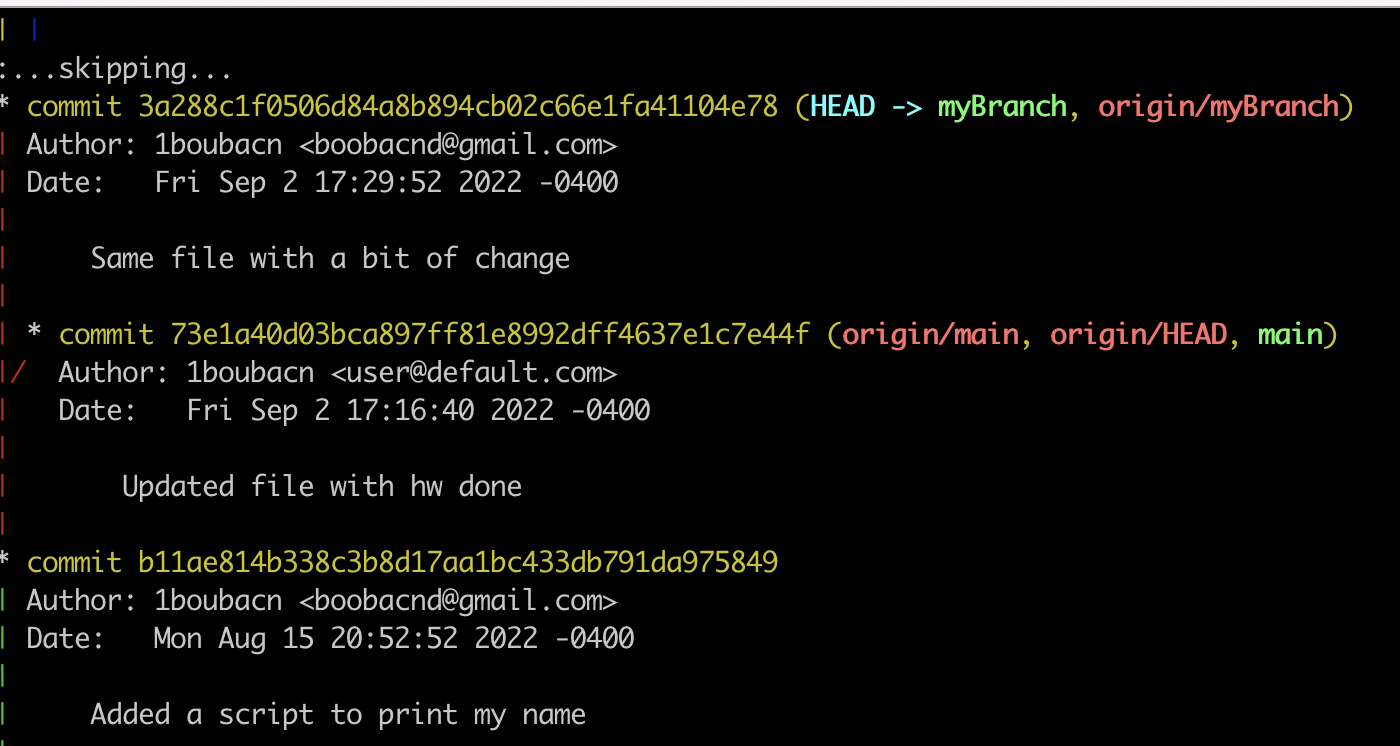 | |
:...skipping...
* commit 3a288c1f0506d84a8b894cb02c66e1fa41104e78 (HEAD -> myBranch, origin/myBranch)
| Author: 1boubacn <boobacnd@gmail.com>
| Date:   Fri Sep 2 17:29:52 2022 -0400
|
|     Same file with a bit of change
|
| * commit 73e1a40d03bca897ff81e8992dff4637e1c7e44f (origin/main, origin/HEAD, main)
|/  Author: 1boubacn <user@default.com>
|   Date:   Fri Sep 2 17:16:40 2022 -0400
|
|       Updated file with hw done
|
* commit b11ae814b338c3b8d17aa1bc433db791da975849
| Author: 1boubacn <boobacnd@gmail.com>
| Date:   Mon Aug 15 20:52:52 2022 -0400
|
|     Added a script to print my name
|